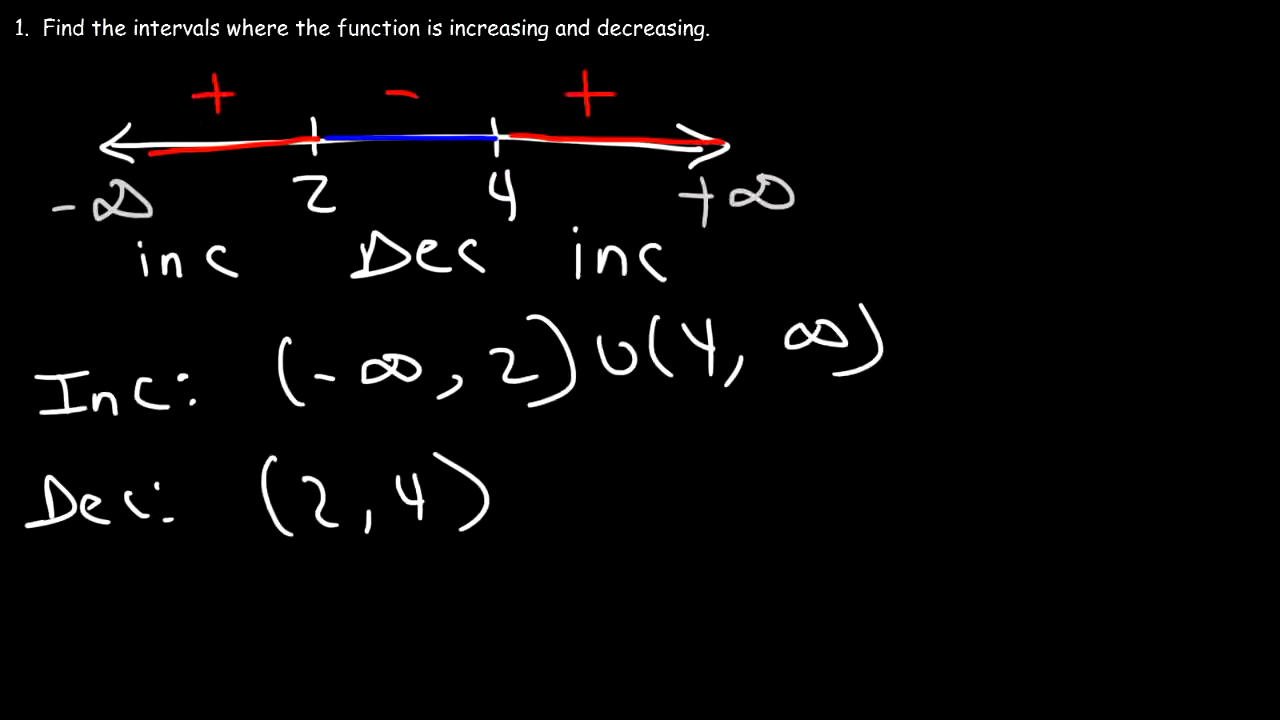 1. Find the intervals where the function is increasing and decreasing.
+ - +
-∞ 2 4 +∞
inc Dec inc
Inc: (-∞, 2) ∪ (4, ∞)
Dec: (2, 4)